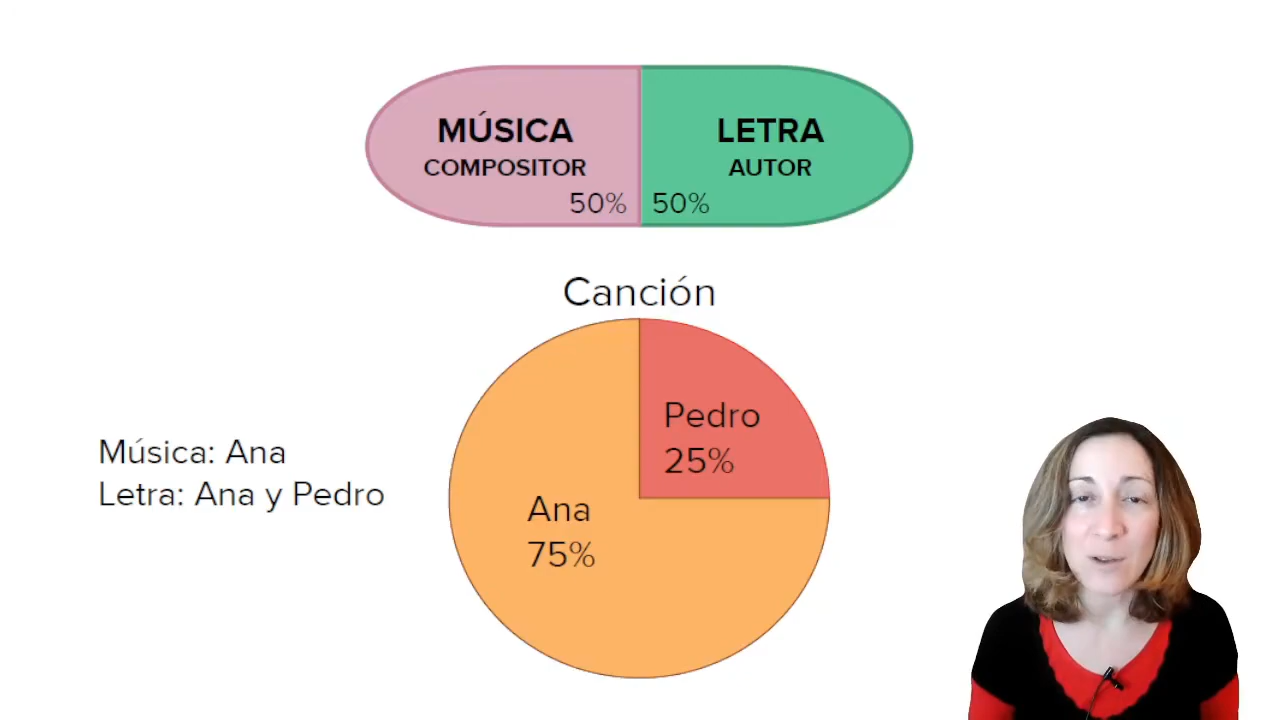 MÚSICA
COMPOSITOR
50%
LETRA
AUTOR
50%
Canción
Pedro
25%
Música: Ana
Letra: Ana y Pedro
Ana
75%